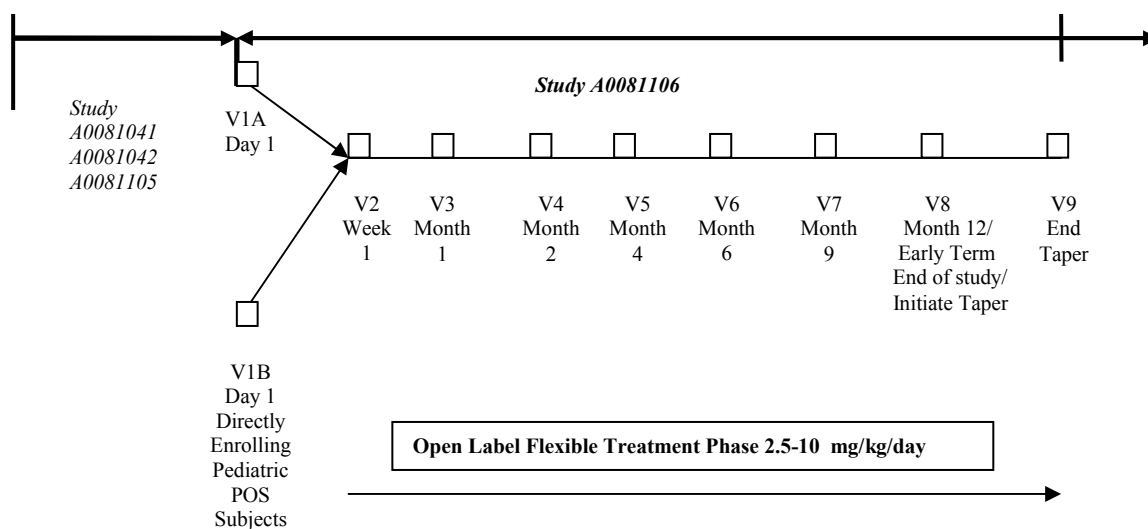 Study A0081106
Study
A0081041
A0081042
A0081105
V1A
Day 1
V2
Week
1
V3
Month
1
V4
Month
2
V5
Month
4
V6
Month
6
V7
Month
9
V8
Month 12/
Early Term
End of study/
Initiate Taper
V9
End
Taper
V1B
Day 1
Directly
Enrolling
Pediatric
POS
Subjects
Open Label Flexible Treatment Phase 2.5-10 mg/kg/day